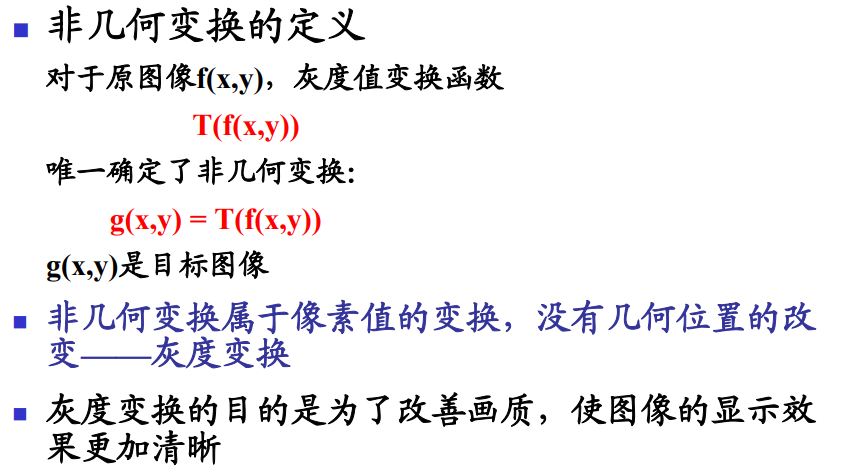 非几何变换的定义
对于原图像f(x,y)，灰度值变换函数
T(f(x,y))
唯一确定了非几何变换:
g(x,y) = T(f(x,y))
g(x,y)是目标图像
非几何变换属于像素值的变换，没有几何位置的改
变——灰度变换
灰度变换的目的是为了改善画质，使图像的显示效
果更加清晰